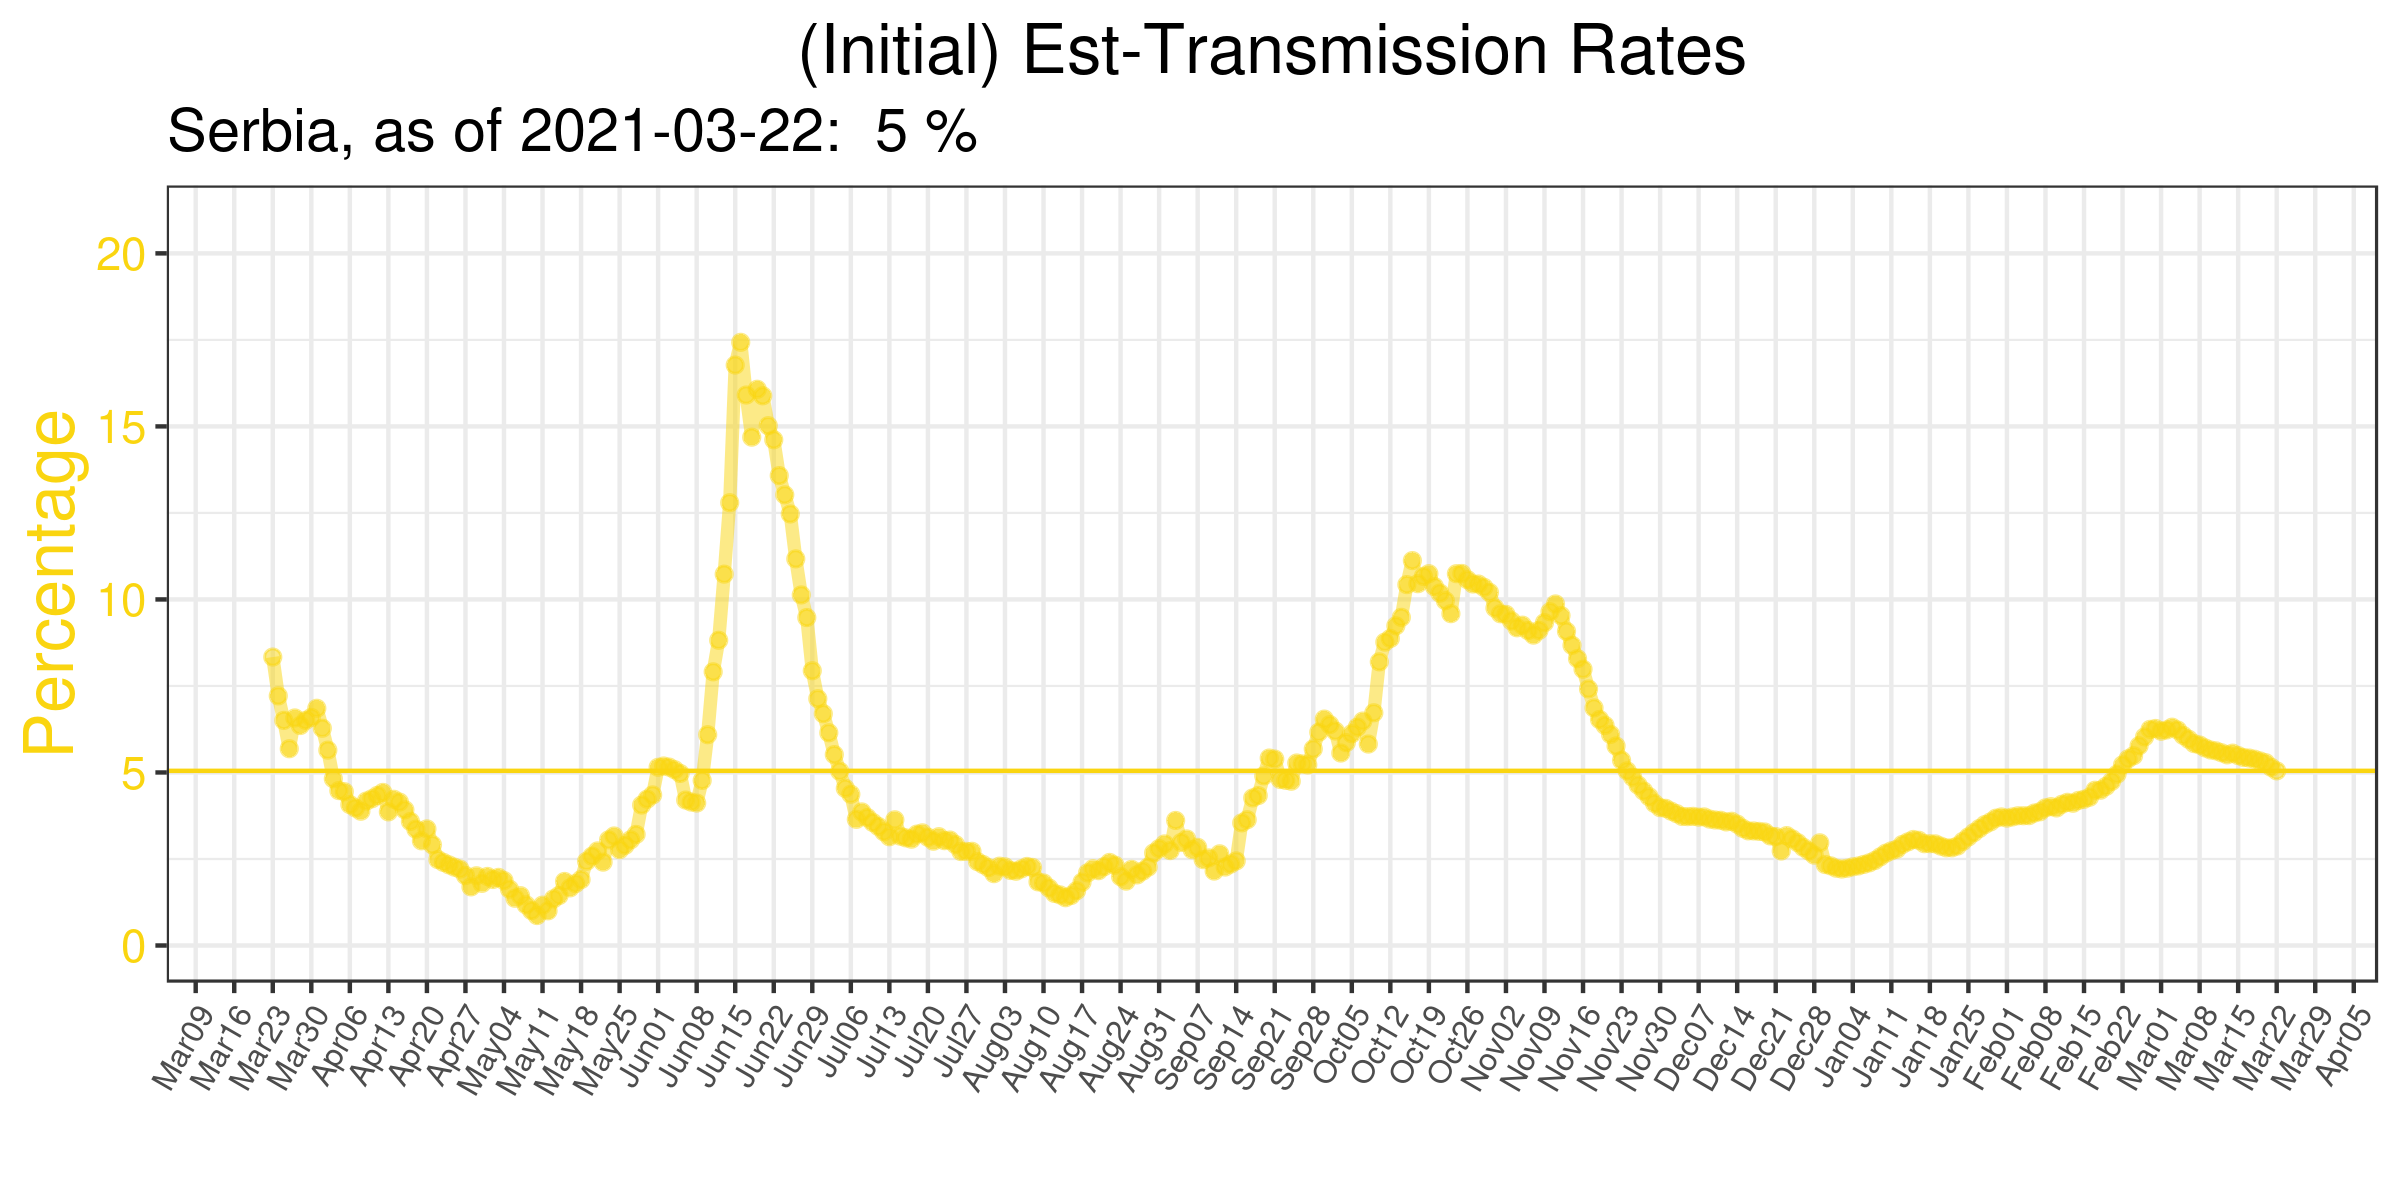 (Initial) Est-Transmission Rates
Serbia, as of 2021-03-22:  5 %
Percentage
20
15
10
5
0
Mar09 Mar16 Mar23 Mar30 Apr06 Apr13 Apr20 Apr27 May04 May11 May18 May25 Jun01 Jun08 Jun15 Jun22 Jun29 Jul06 Jul13 Jul20 Jul27 Aug03 Aug10 Aug17 Aug24 Aug31 Sep07 Sep14 Sep21 Sep28 Oct05 Oct12 Oct19 Oct26 Nov02 Nov09 Nov16 Nov23 Nov30 Dec07 Dec14 Dec21 Dec28 Jan04 Jan11 Jan18 Jan25 Feb01 Feb08 Feb15 Feb22 Mar01 Mar08 Mar15 Mar22 Mar29 Apr05